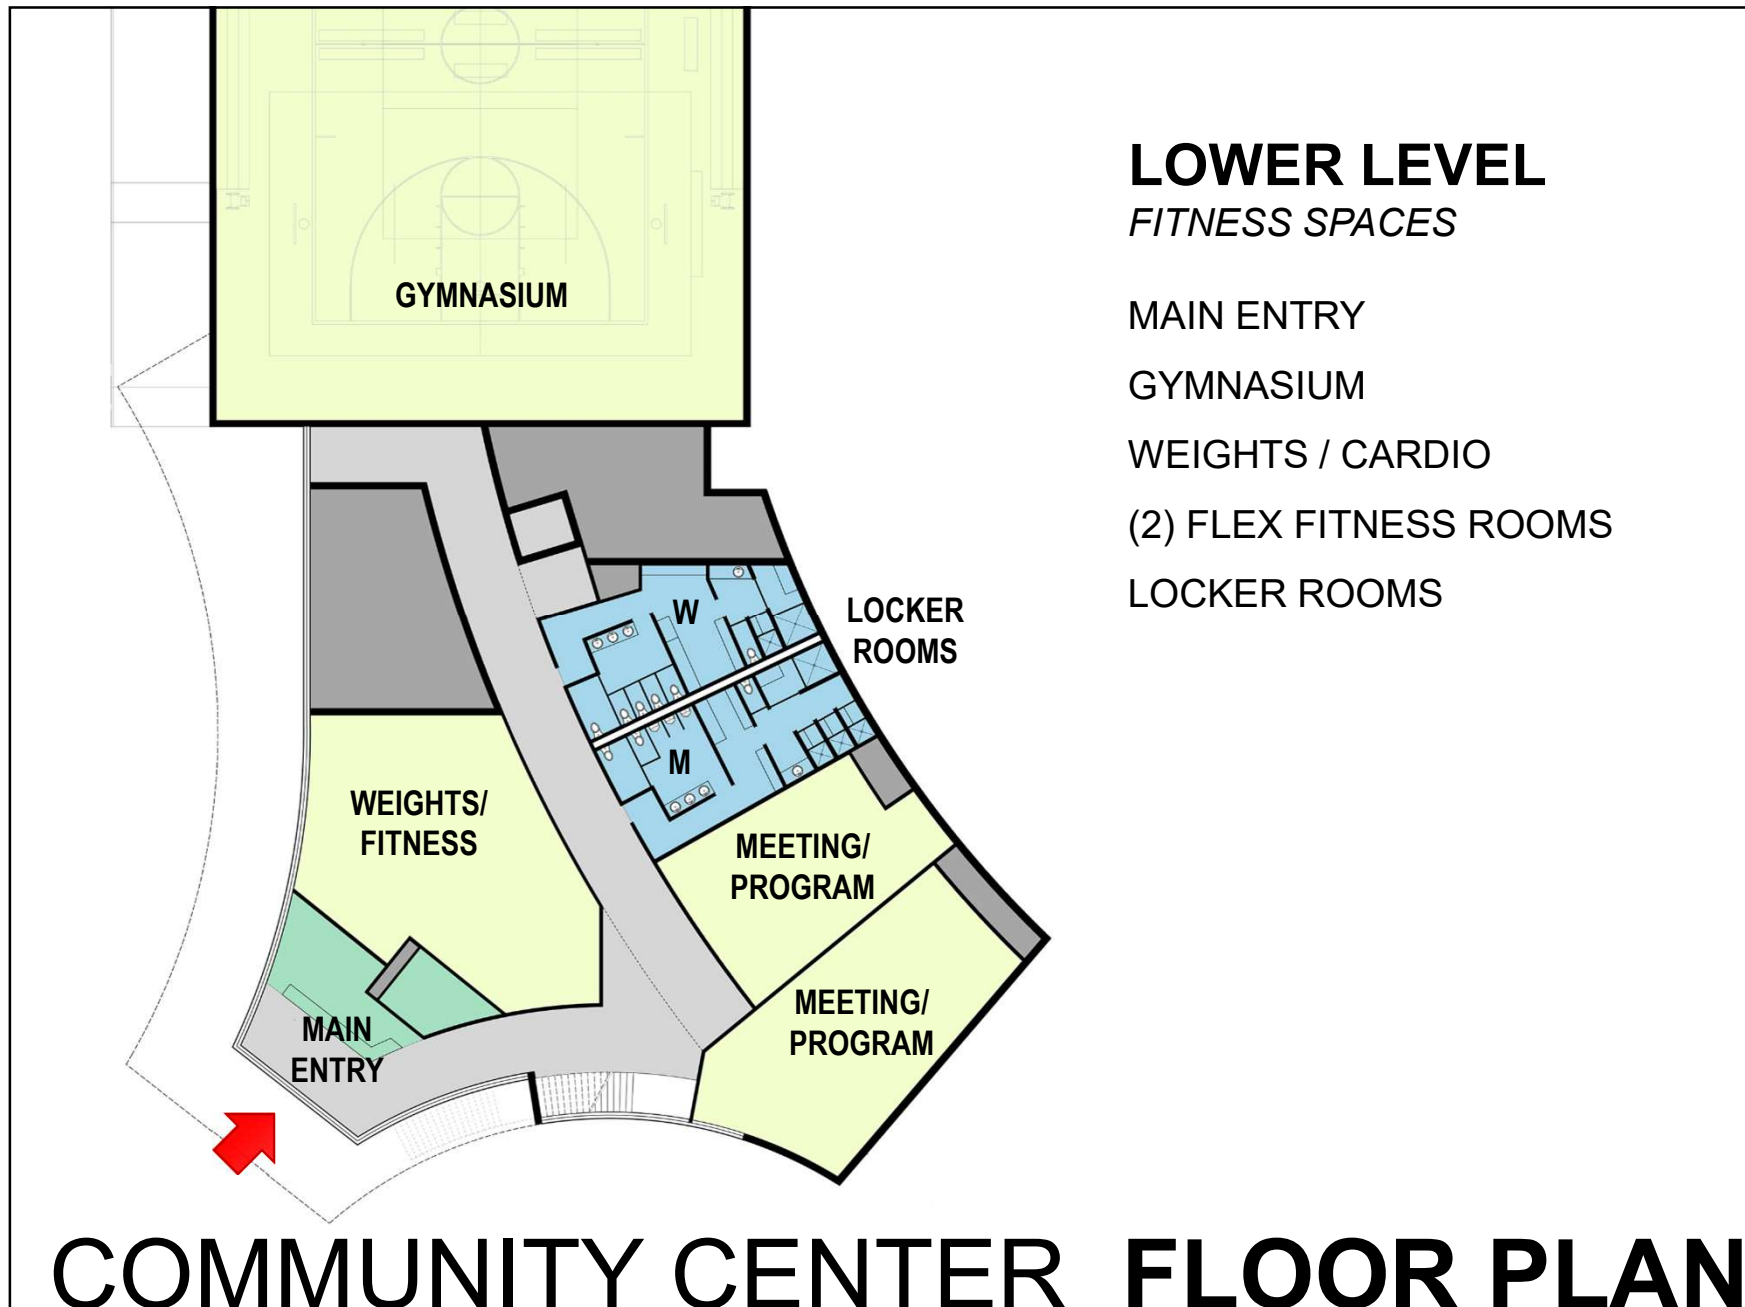 GYMNASIUM
LOCKER
ROOMS
W
M
WEIGHTS/
FITNESS
MEETING/
PROGRAM
MEETING/
PROGRAM
MAIN
ENTRY
LOWER LEVEL
FITNESS SPACES
MAIN ENTRY
GYMNASIUM
WEIGHTS / CARDIO
(2) FLEX FITNESS ROOMS
LOCKER ROOMS
COMMUNITY CENTER FLOOR PLAN